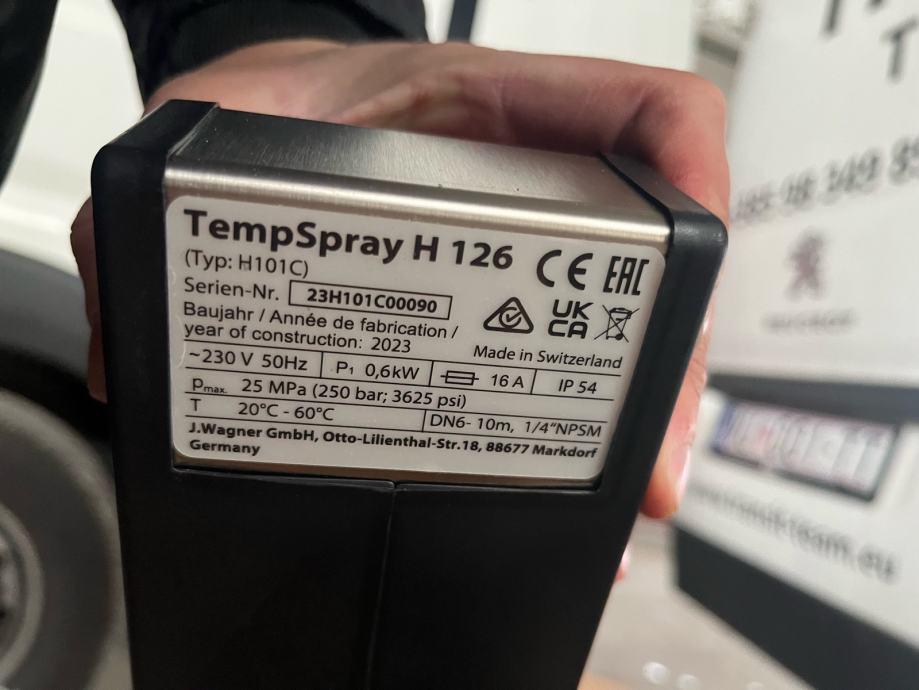 TempSpray H 126
(Typ: H101C)
CE EAC
Serien-Nr. 23H101C00090
UK
CA
Baujahr / Année de fabrication /
year of construction: 2023
Made in Switzerland
~230 V 50Hz P₁ 0,6kW 16 A IP 54
Pmax. 25 MPa (250 bar; 3625 psi)
T 20°C - 60°C DN6- 10m, 1/4“NPSM
J.Wagner GmbH, Otto-Lilienthal-Str.18, 88677 Markdorf
Germany